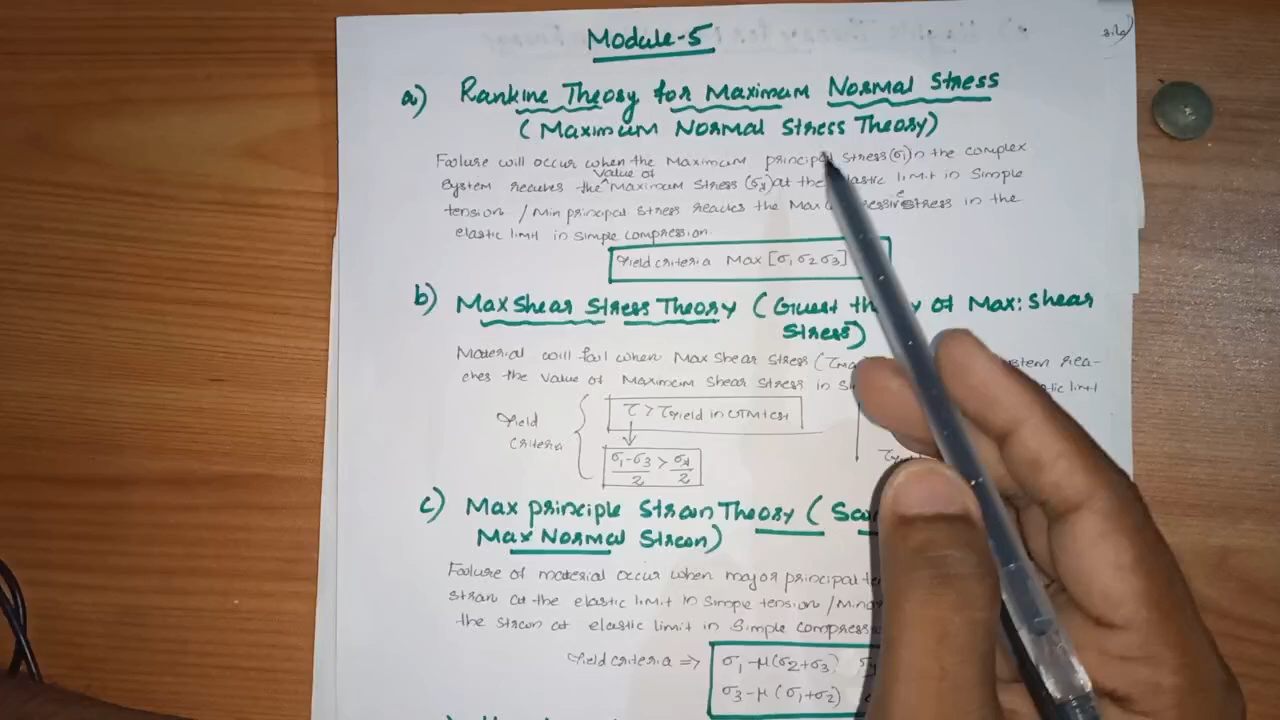 Module-5
a) Rankine Theory for Maximum Normal Stress
(Maximum Normal Stress Theory)
Failure will occur when the Maximum principal stress(σ1)n the complex
value of
system reaches the ^ Maximum stress (σy) at the elastic limit in simple
tension / Min principal stress reaches the Max stress in the
elastic limit in simple compression.
Yield criteria Max [σ1 σ2 σ3]
b) Max Shear Stress Theory ( Guest of Max: Shear
Stress)
Material will fail when Max shear stress ( system rea-
ches the value of Maximum shear stress in limit
Yield
criteria
τ > τyield in UTM test
σ1-σ3/2 > σy/2
c) Max principle Strain Theory (
Max Normal Strain)
Failure of material occur when major principal
strain at the elastic limit in simple tension /
the strain at elastic limit in simple
Yield criteria ⇒ σ1 - μ(σ2+σ3)
σ3 - μ (σ1+σ2)